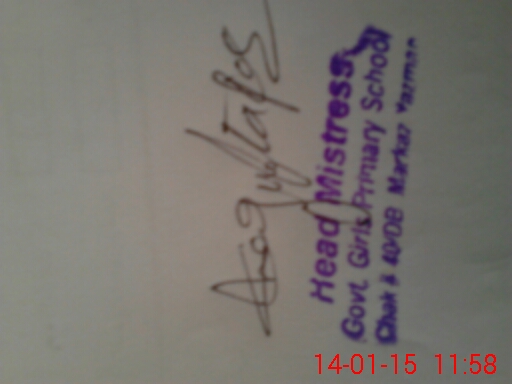 Head Mistress
Govt. Girls Primary School
Chak # 40/DB Markaz Yazman
14-01-15 11:58